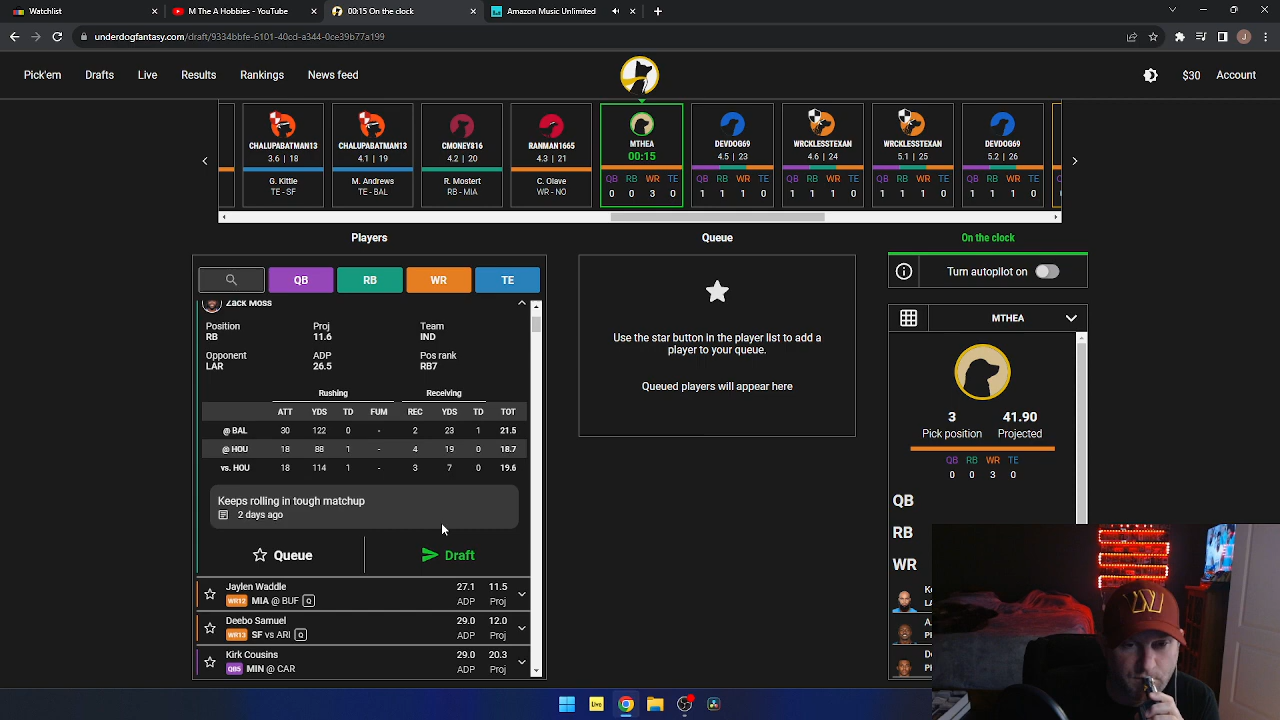 Watchlist
M The A Hobbies - YouTube
00:15 On the clock
Amazon Music Unlimited
underdogfantasy.com/draft/9334bbfe-6101-40cd-a344-0ce39b77a199
J
Pick'em
Drafts
Live
Results
Rankings
News feed
$30
Account
CHALUPABATMAN13
3.6 | 18
G. Kittle
TE - SF
CHALUPABATMAN13
4.1 | 19
M. Andrews
TE - BAL
CMONEY816
4.2 | 20
R. Mostert
RB - MIA
RANMAN1665
4.3 | 21
C. Olave
WR - NO
MTHEA
00:15
QB RB WR TE
0 0 3 0
DEVDOG69
4.5 | 23
QB RB WR TE
1 1 1 0
WRCKLESSTEXAN
4.6 | 24
QB RB WR TE
1 1 1 0
WRCKLESSTEXAN
5.1 | 25
QB RB WR TE
1 1 1 0
DEVDOG69
5.2 | 26
QB RB WR TE
1 1 1 0
Players
Queue
On the clock
QB
RB
WR
TE
Zack Moss
Position Proj Team
RB 11.6 IND
Opponent ADP Pos rank
LAR 26.5 RB7
Rushing Receiving
ATT YDS TD FUM REC YDS TD TOT
@ BAL 30 122 0 - 2 23 1 21.5
@ HOU 18 88 1 - 4 19 0 18.7
vs. HOU 18 114 1 - 3 7 0 19.6
Keeps rolling in tough matchup
2 days ago
Queue
Draft
Jaylen Waddle 27.1 11.5
WR12 MIA @ BUF Q ADP Proj
Deebo Samuel 29.0 12.0
WR13 SF vs ARI Q ADP Proj
Kirk Cousins 29.0 20.3
QB5 MIN @ CAR ADP Proj
Use the star button in the player list to add a
player to your queue.
Queued players will appear here
Turn autopilot on
MTHEA
3 41.90
Pick position Projected
QB RB WR TE
0 0 3 0
QB
RB
WR
W